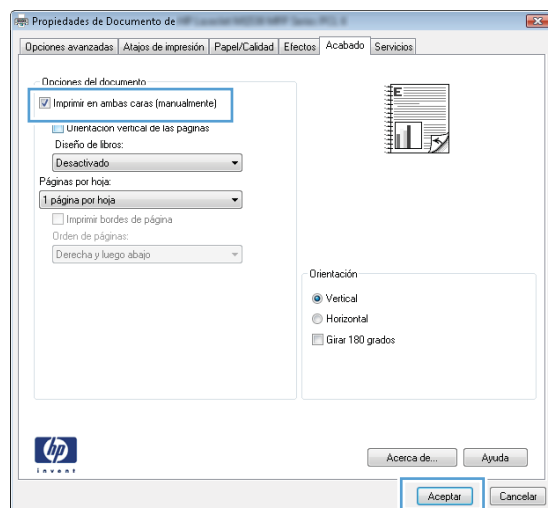 Propiedades de Documento de
Opciones avanzadas Atajos de impresión Papel/Calidad Efectos Acabado Servicios
Opciones del documento
Imprimir en ambas caras (manualmente)
Orientación vertical de las páginas
Diseño de libros:
Desactivado
Páginas por hoja:
1 página por hoja
Imprimir bordes de página
Orden de páginas:
Derecha y luego abajo
E
Orientación
Vertical
Horizontal
Girar 180 grados
hp
invent
Acerca de... Ayuda
Aceptar Cancelar